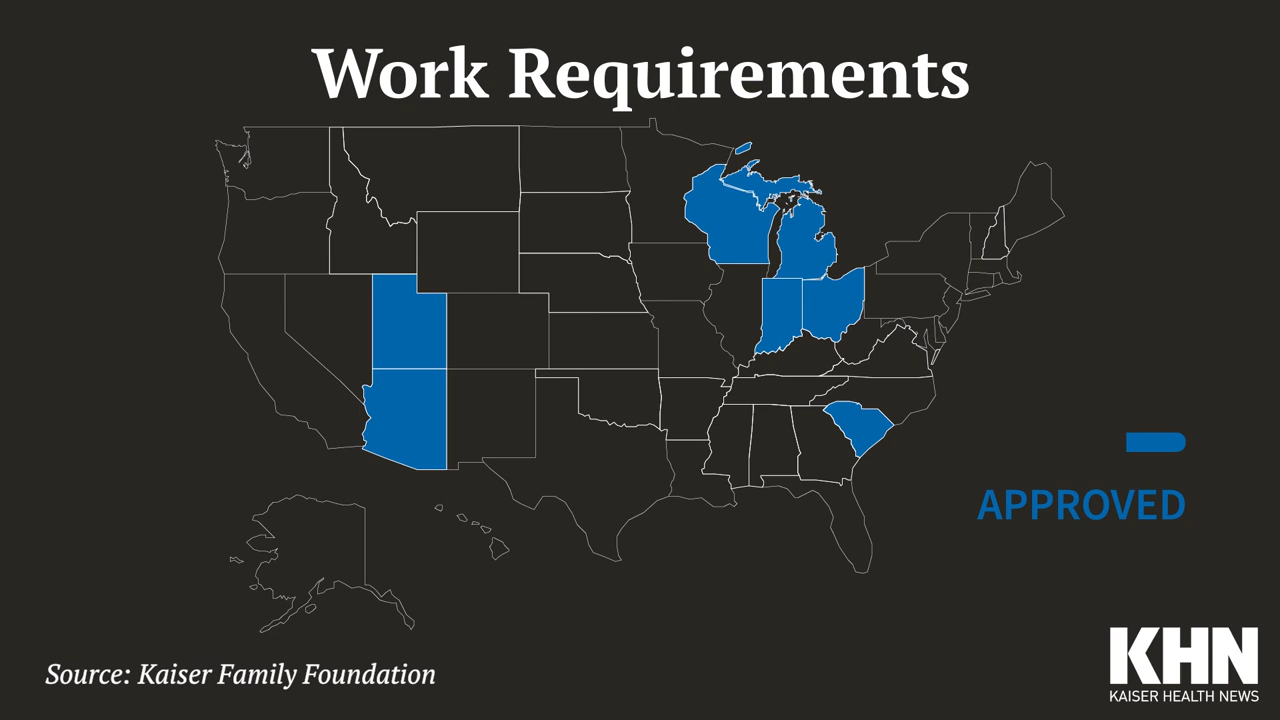 Work Requirements
APPROVED
Source: Kaiser Family Foundation
KHN
KAISER HEALTH NEWS